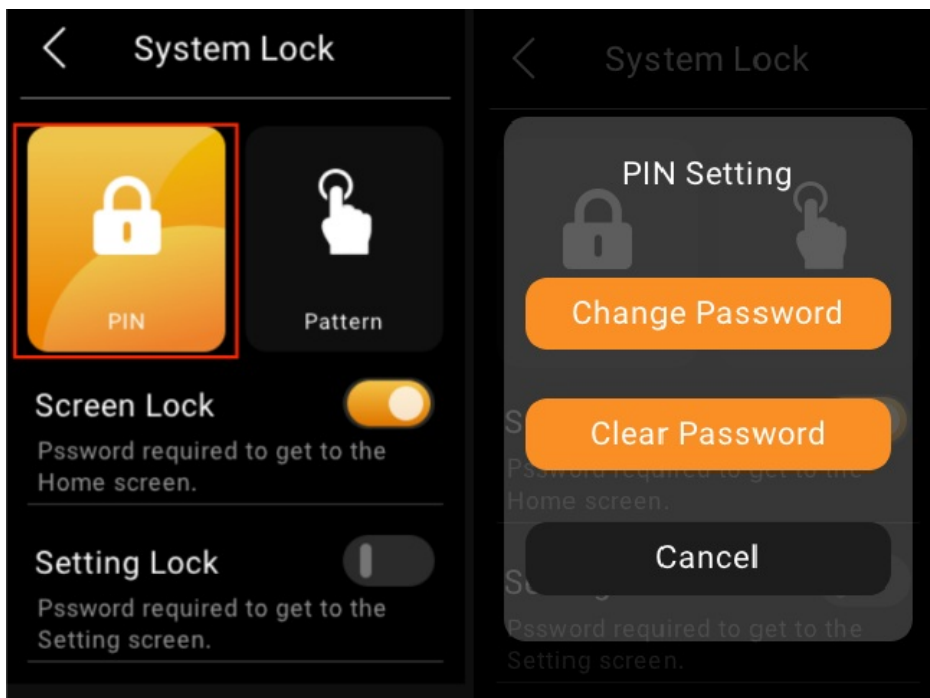 System Lock
PIN
Pattern
Screen Lock
Pssword required to get to the
Home screen.
Setting Lock
Pssword required to get to the
Setting screen.
System Lock
PIN Setting
Change Password
Clear Password
Pssword required to get to the
Home screen.
Cancel
Pssword required to get to the
Setting screen.